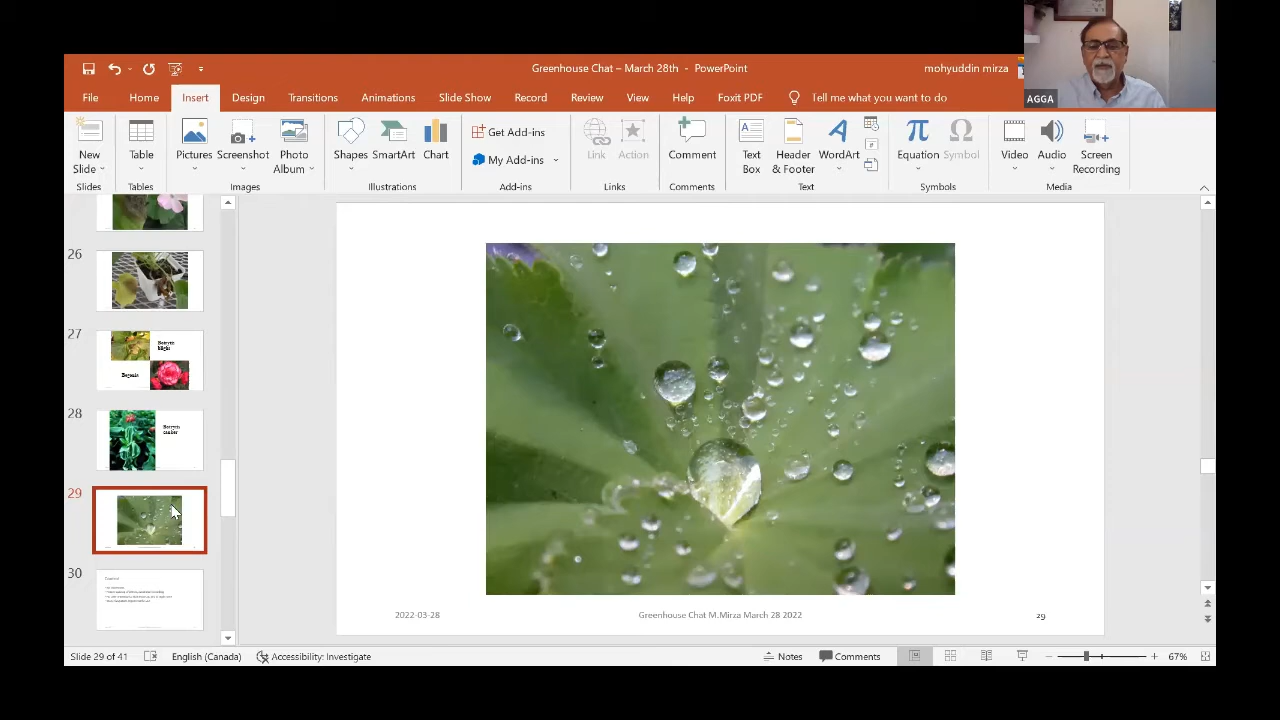 Greenhouse Chat – March 28th - PowerPoint
mohyuddin mirza
AGGA
File Home Insert Design Transitions Animations Slide Show Record Review View Help Foxit PDF Tell me what you want to do
New Slide
Table
Pictures
Screenshot
Photo Album
Shapes
SmartArt
Chart
Get Add-ins
My Add-ins
Link
Action
Comment
Text Box
Header & Footer
WordArt
Equation
Symbol
Video
Audio
Screen Recording
Slides Tables Images Illustrations Add-ins Links Comments Text Symbols Media
26
27
Botrytis blight
Begonia
28
Botrytis canker
29
30
2022-03-28 Greenhouse Chat M.Mirza March 28 2022 29
Slide 29 of 41 English (Canada) Accessibility: Investigate Notes Comments 67%